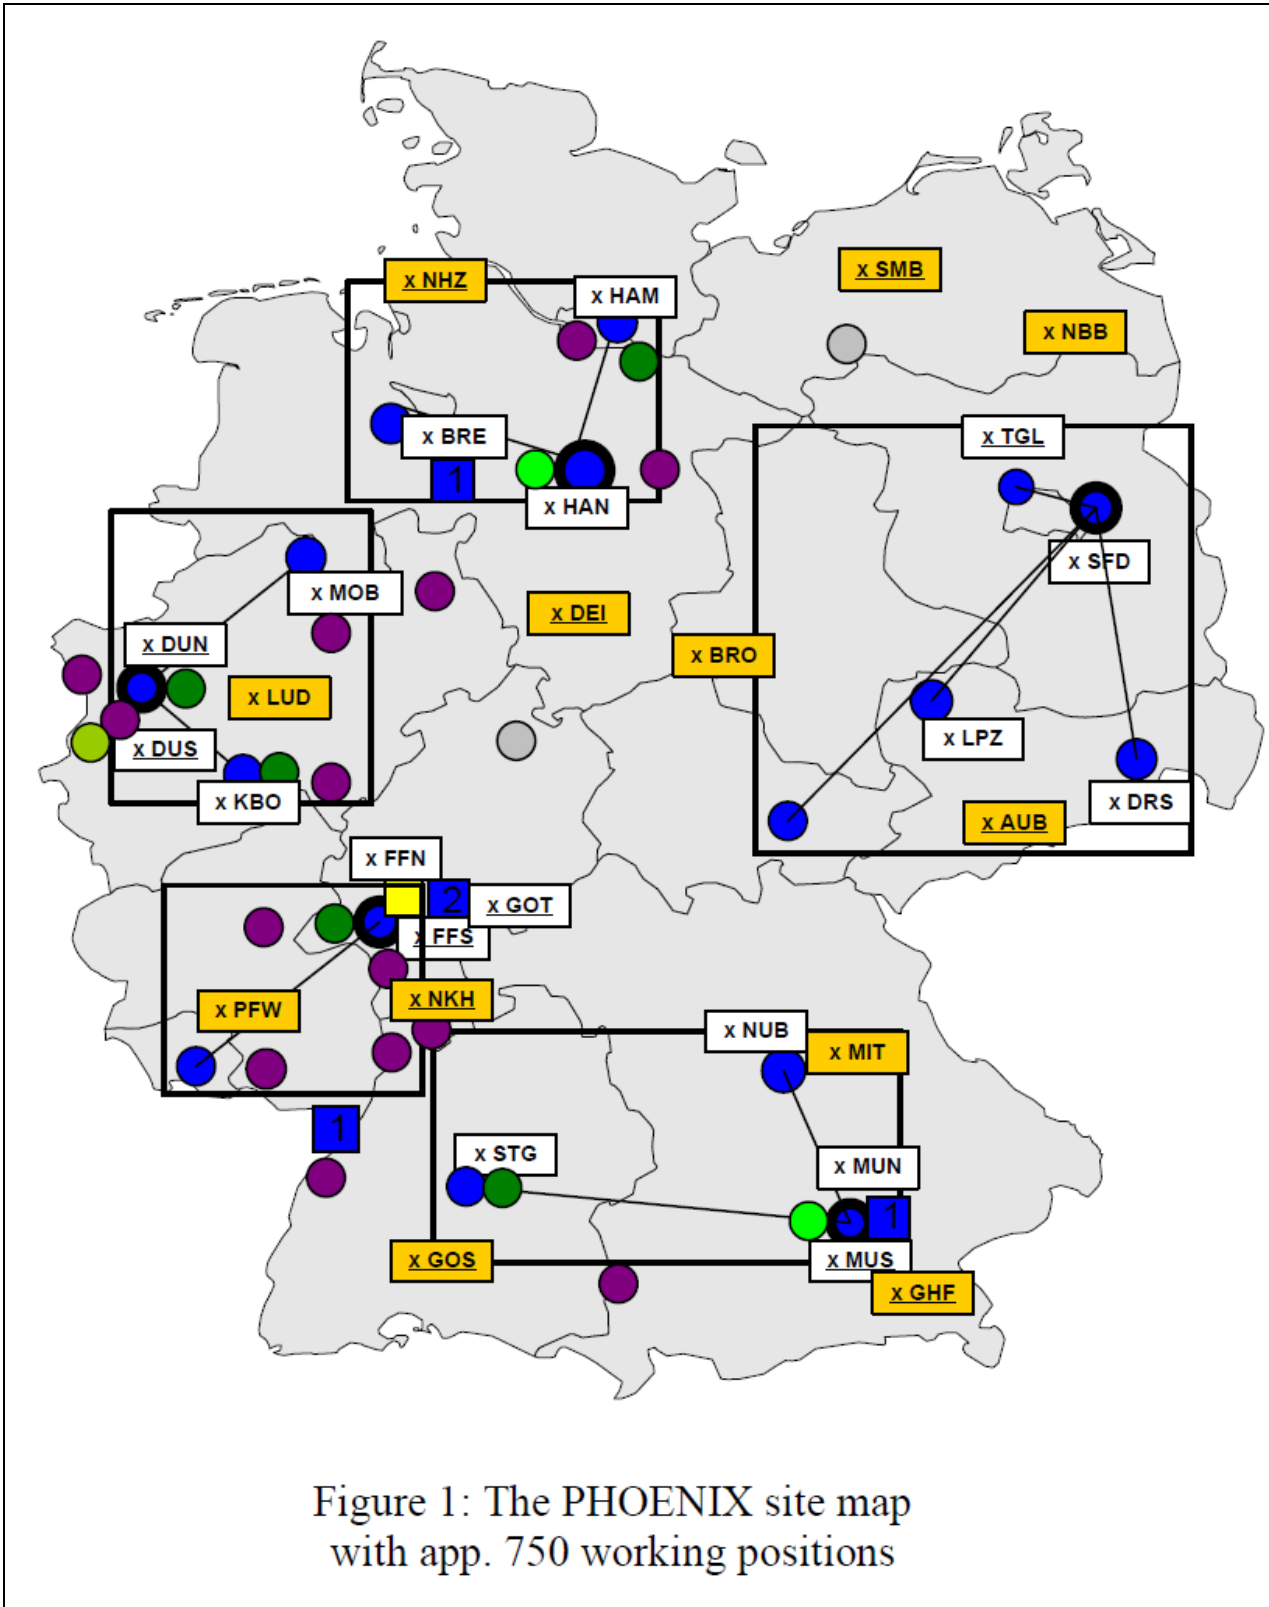 x NHZ
x SMB
x HAM
x NBB
x BRE
x TGL
1
x HAN
x SFD
x MOB
x DEI
x DUN
x BRO
x LUD
x DUS
x LPZ
x KBO
x DRS
x AUB
x FFN
2
x GOT
x FFS
x NKH
x PFW
x NUB
x MIT
1
x STG
x MUN
1
x GOS
x MUS
x GHF
Figure 1: The PHOENIX site map
with app. 750 working positions